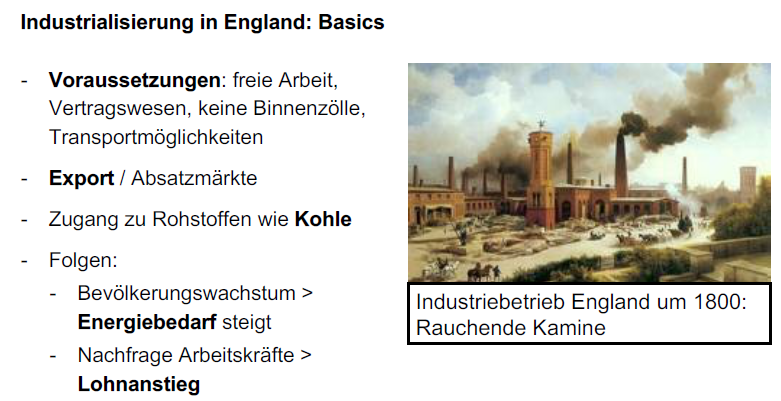 Industrialisierung in England: Basics
- Voraussetzungen: freie Arbeit,
Vertragswesen, keine Binnenzölle,
Transportmöglichkeiten
- Export / Absatzmärkte
- Zugang zu Rohstoffen wie Kohle
- Folgen:
- Bevölkerungswachstum >
Energiebedarf steigt
- Nachfrage Arbeitskräfte >
Lohnanstieg
Industriebetrieb England um 1800:
Rauchende Kamine